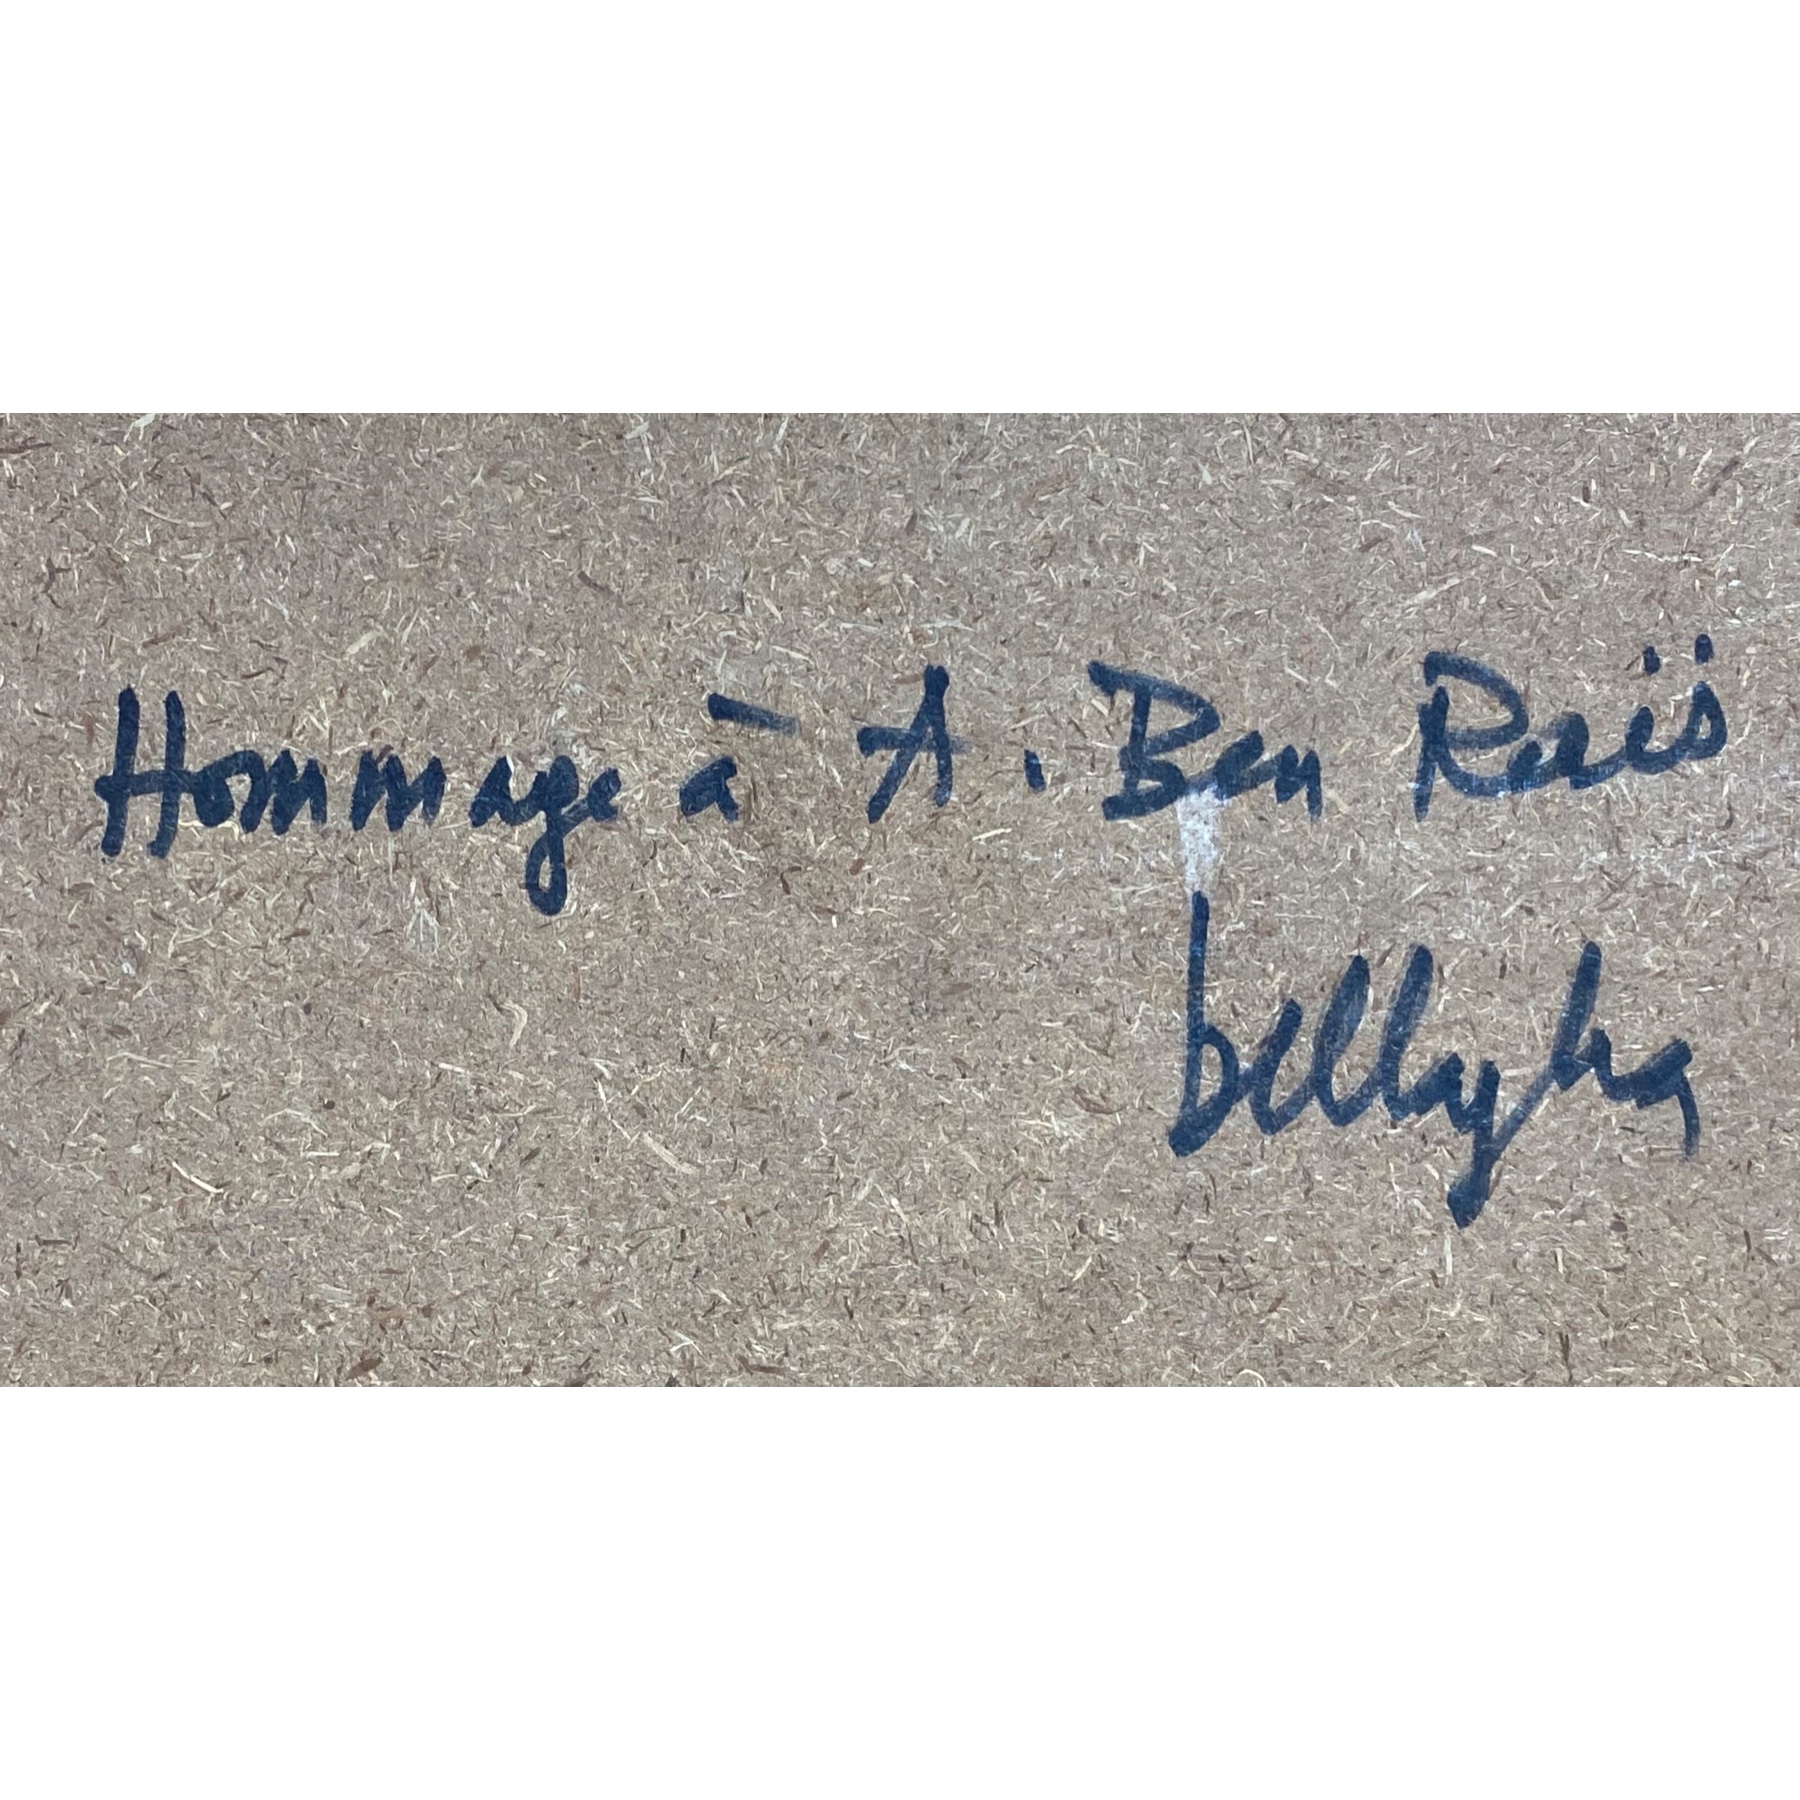 Hommage à A. Ben Raïs
bellagha